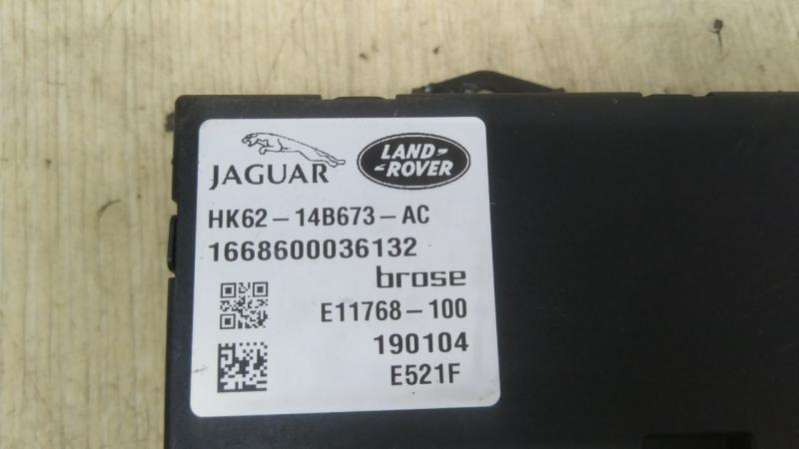 JAGUAR
LAND-
-ROVER
HK62-14B673-AC
1668600036132
brose
E11768-100
190104
E521F